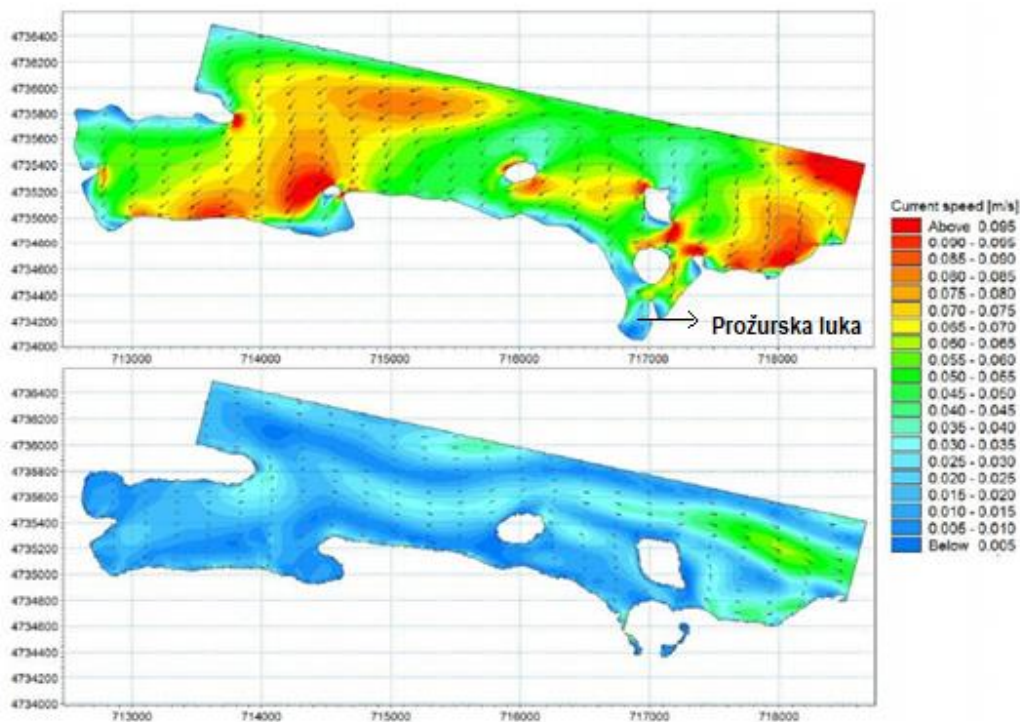 4736400
4736200
4736000
4735800
4735600
4735400
4735200
4735000
4734800
4734600
4734400
4734200
4734000
713000 714000 715000 716000 717000 718000
Prožurska luka
4736400
4736200
4736000
4735800
4735600
4735400
4735200
4735000
4734800
4734600
4734400
4734200
4734000
713000 714000 715000 716000 717000 718000
Current speed [m/s]
Above 0.095
0.090 - 0.095
0.085 - 0.090
0.080 - 0.085
0.075 - 0.080
0.070 - 0.075
0.065 - 0.070
0.060 - 0.065
0.055 - 0.060
0.050 - 0.055
0.045 - 0.050
0.040 - 0.045
0.035 - 0.040
0.030 - 0.035
0.025 - 0.030
0.020 - 0.025
0.015 - 0.020
0.010 - 0.015
0.005 - 0.010
Below 0.005